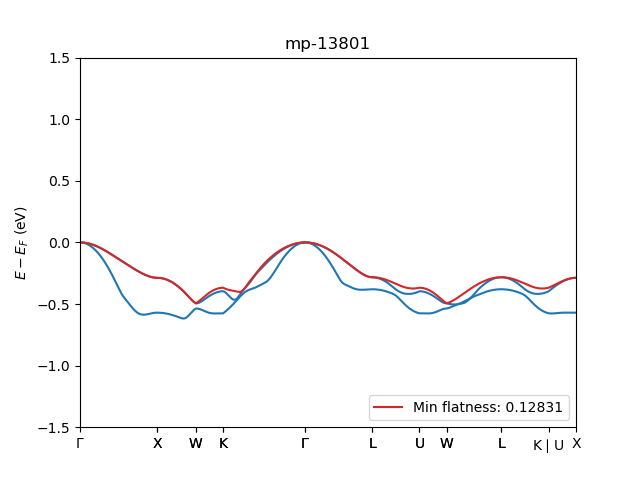 mp-13801
1.5
1.0
0.5
0.0
−0.5
−1.0
−1.5
E − E_F (eV)
Min flatness: 0.12831
Γ X W K Γ L U W L K | U X